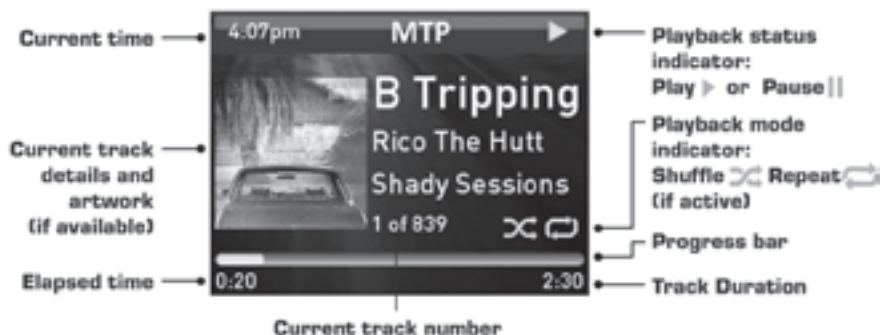 Current time
4:07pm MTP
Playback status
indicator:
Play or Pause
B Tripping
Rico The Hutt
Shady Sessions
1 of 839
Current track
details and
artwork
(if available)
Playback mode
indicator:
Shuffle Repeat
(if active)
Progress bar
Elapsed time
0:20 2:30
Track Duration
Current track number